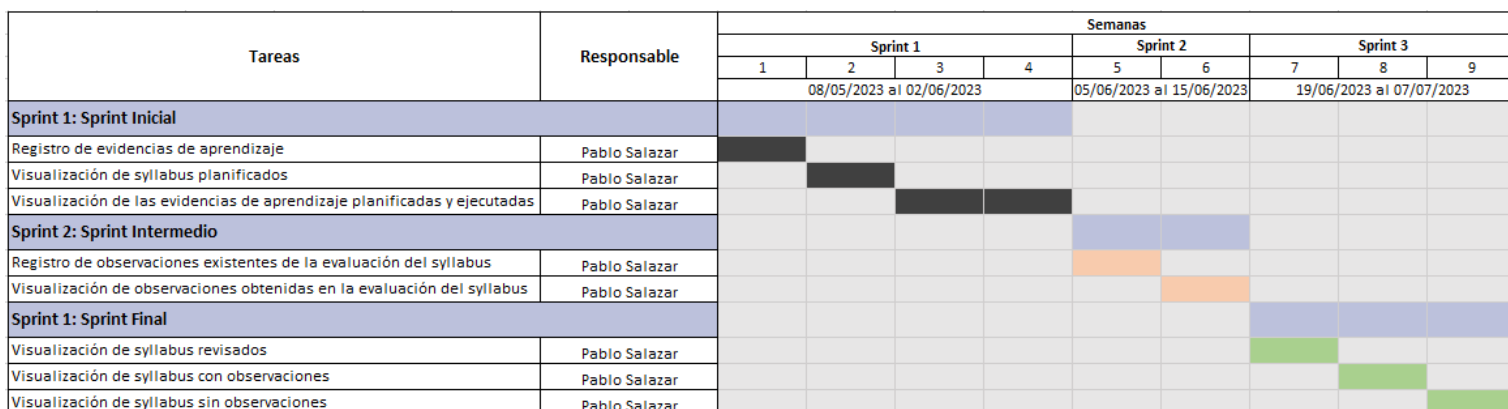 Semanas
Tareas Responsable Sprint 1 Sprint 2 Sprint 3
1 2 3 4 5 6 7 8 9
08/05/2023 al 02/06/2023 05/06/2023 al 15/06/2023 19/06/2023 al 07/07/2023
Sprint 1: Sprint Inicial
Registro de evidencias de aprendizaje Pablo Salazar
Visualización de syllabus planificados Pablo Salazar
Visualización de las evidencias de aprendizaje planificadas y ejecutadas Pablo Salazar
Sprint 2: Sprint Intermedio
Registro de observaciones existentes de la evaluación del syllabus Pablo Salazar
Visualización de observaciones obtenidas en la evaluación del syllabus Pablo Salazar
Sprint 1: Sprint Final
Visualización de syllabus revisados Pablo Salazar
Visualización de syllabus con observaciones Pablo Salazar
Visualización de syllabus sin observaciones Pablo Salazar